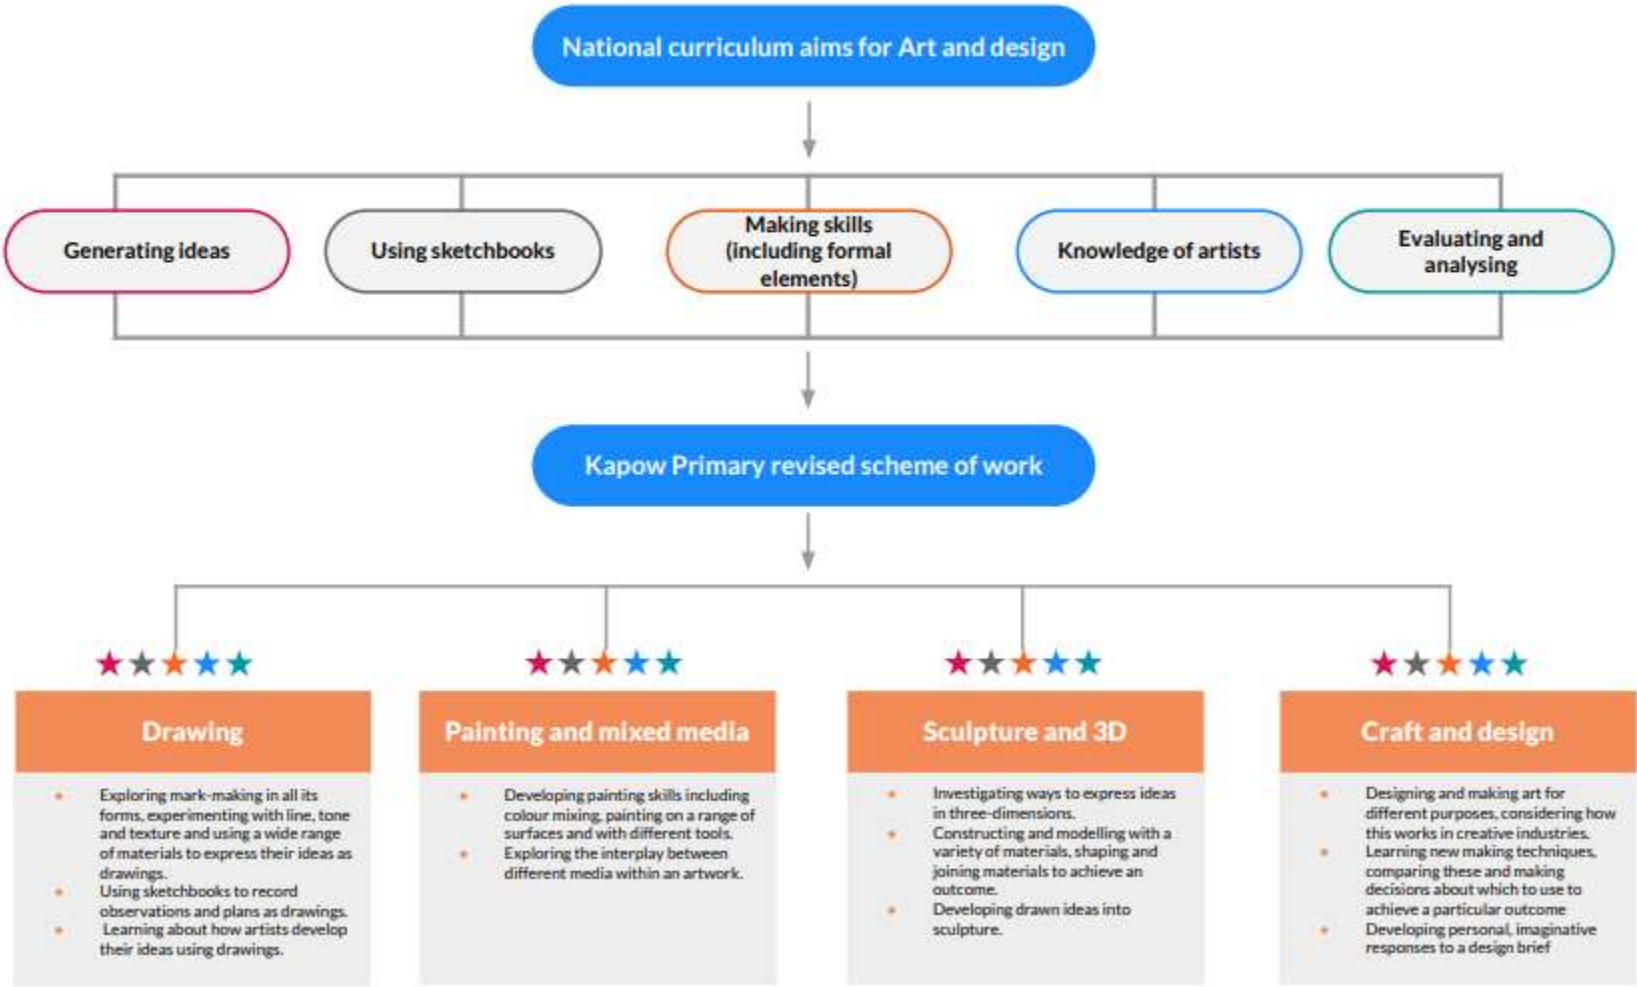 National curriculum aims for Art and design
Generating ideas
Using sketchbooks
Making skills
(including formal
elements)
Knowledge of artists
Evaluating and
analysing
Kapow Primary revised scheme of work
Drawing
Exploring mark-making in all its
forms, experimenting with line, tone
and texture and using a wide range
of materials to express their ideas as
drawings.
Using sketchbooks to record
observations and plans as drawings.
Learning about how artists develop
their ideas using drawings.
Painting and mixed media
Developing painting skills including
colour mixing, painting on a range of
surfaces and with different tools.
Exploring the interplay between
different media within an artwork.
Sculpture and 3D
Investigating ways to express ideas
in three-dimensions.
Constructing and modelling with a
variety of materials, shaping and
joining materials to achieve an
outcome.
Developing drawn ideas into
sculpture.
Craft and design
Designing and making art for
different purposes, considering how
this works in creative industries.
Learning new making techniques,
comparing these and making
decisions about which to use to
achieve a particular outcome
Developing personal, imaginative
responses to a design brief